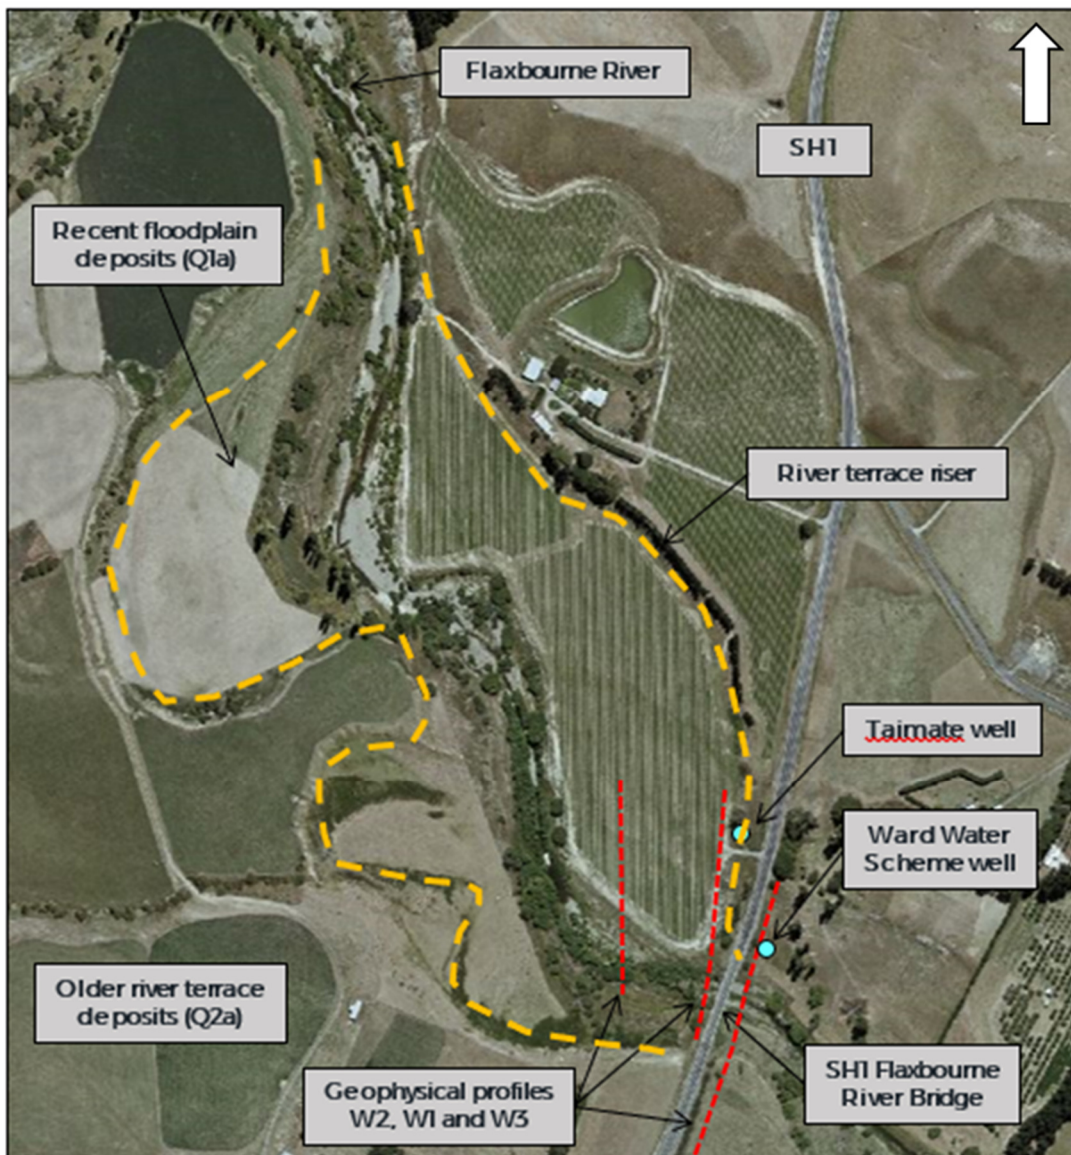 Flaxbourne River
SH1
Recent floodplain
deposits (Q1a)
River terrace riser
Taimate well
Ward Water
Scheme well
Older river terrace
deposits (Q2a)
Geophysical profiles
W2, W1 and W3
SH1 Flaxbourne
River Bridge